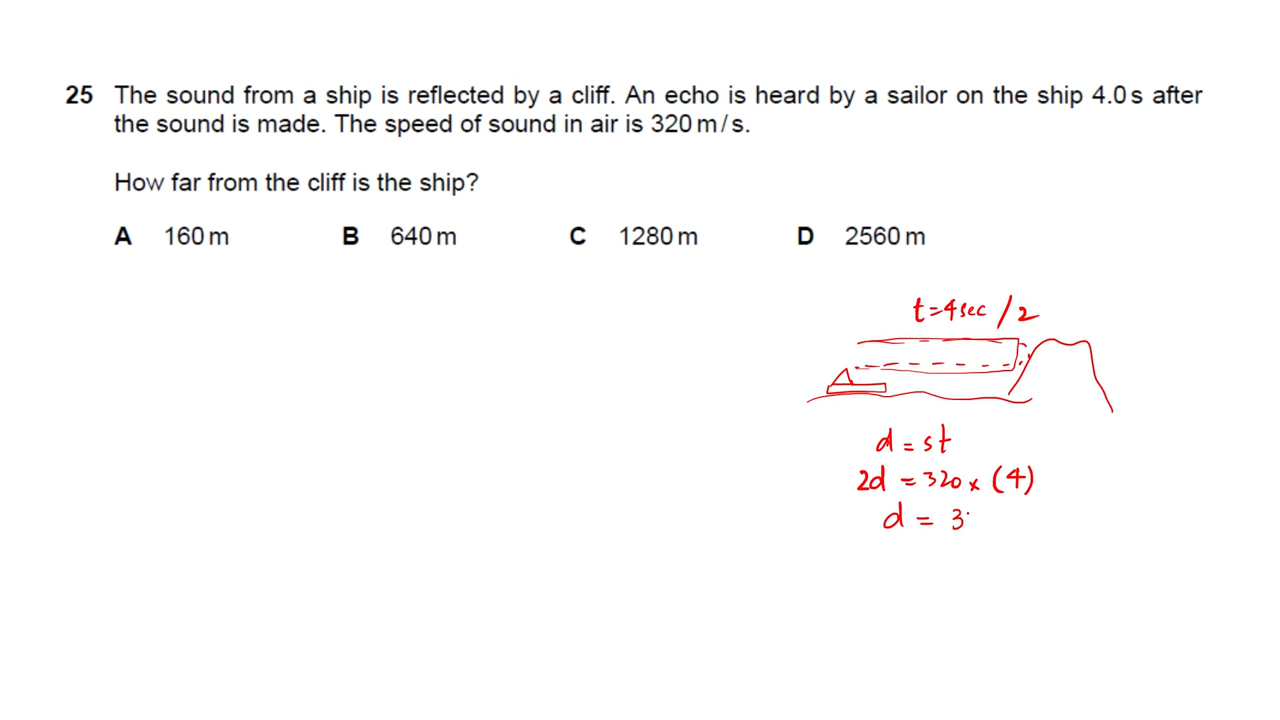 25 The sound from a ship is reflected by a cliff. An echo is heard by a sailor on the ship 4.0 s after
the sound is made. The speed of sound in air is 320 m / s.
How far from the cliff is the ship?
A 160 m B 640 m C 1280 m D 2560 m
t=4sec / 2
d = st
2d = 320 x (4)
d = 3